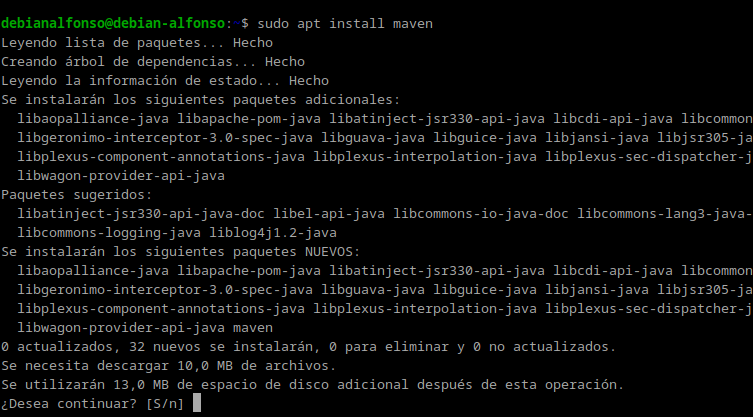 debianalfonso@debian-alfonso:~$ sudo apt install maven
Leyendo lista de paquetes... Hecho
Creando árbol de dependencias... Hecho
Leyendo la información de estado... Hecho
Se instalarán los siguientes paquetes adicionales:
libaopalliance-java libapache-pom-java libatinject-jsr330-api-java libcdi-api-java libcommon
libgeronimo-interceptor-3.0-spec-java libguava-java libguice-java libjansi-java libjsr305-ja
libplexus-component-annotations-java libplexus-interpolation-java libplexus-sec-dispatcher-j
libwagon-provider-api-java
Paquetes sugeridos:
libatinject-jsr330-api-java-doc libel-api-java libcommons-io-java-doc libcommons-lang3-java-
libcommons-logging-java liblog4j1.2-java
Se instalarán los siguientes paquetes NUEVOS:
libaopalliance-java libapache-pom-java libatinject-jsr330-api-java libcdi-api-java libcommon
libgeronimo-interceptor-3.0-spec-java libguava-java libguice-java libjansi-java libjsr305-ja
libplexus-component-annotations-java libplexus-interpolation-java libplexus-sec-dispatcher-j
libwagon-provider-api-java maven
0 actualizados, 32 nuevos se instalarán, 0 para eliminar y 0 no actualizados.
Se necesita descargar 10,0 MB de archivos.
Se utilizarán 13,0 MB de espacio de disco adicional después de esta operación.
¿Desea continuar? [S/n]